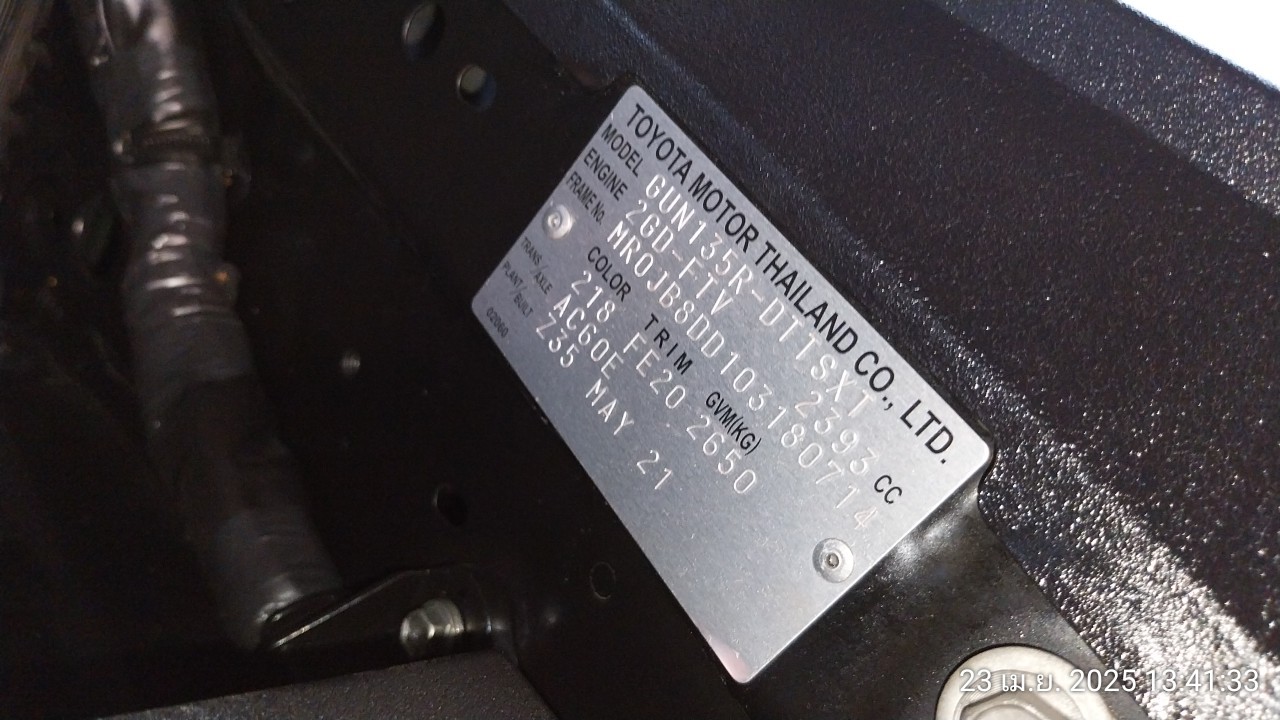 TOYOTA MOTOR THAILAND CO., LTD.
MODEL GUN135R-DTTSXT
ENGINE 2GD-FTV 2393 CC
FRAME No. MR0JB8DD103180714
COLOR TRIM GVM(KG)
218 FE20 2650
TRANS./AXLE AC60E
PLANT/BUILT Z35 MAY 21
02060
23 เม.ย. 2025 13.41.33